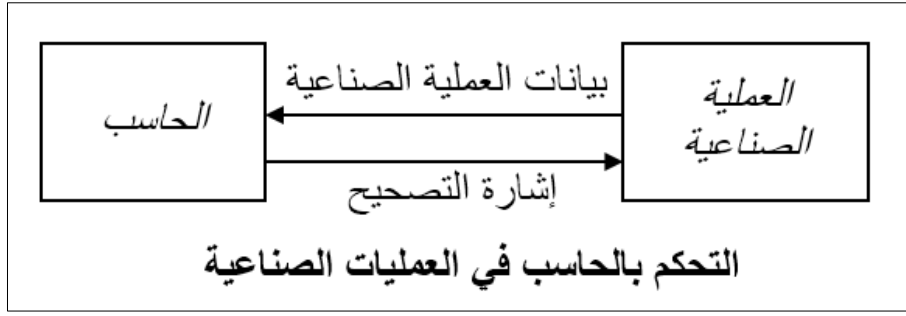 بيانات العملية الصناعية
العملية
الصناعية
الحاسب
إشارة التصحيح
التحكم بالحاسب في العمليات الصناعية